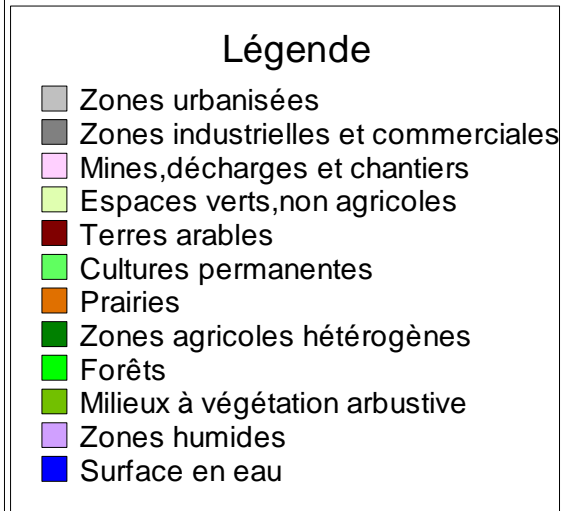 Légende
Zones urbanisées
Zones industrielles et commerciales
Mines,décharges et chantiers
Espaces verts,non agricoles
Terres arables
Cultures permanentes
Prairies
Zones agricoles hétérogènes
Forêts
Milieux à végétation arbustive
Zones humides
Surface en eau